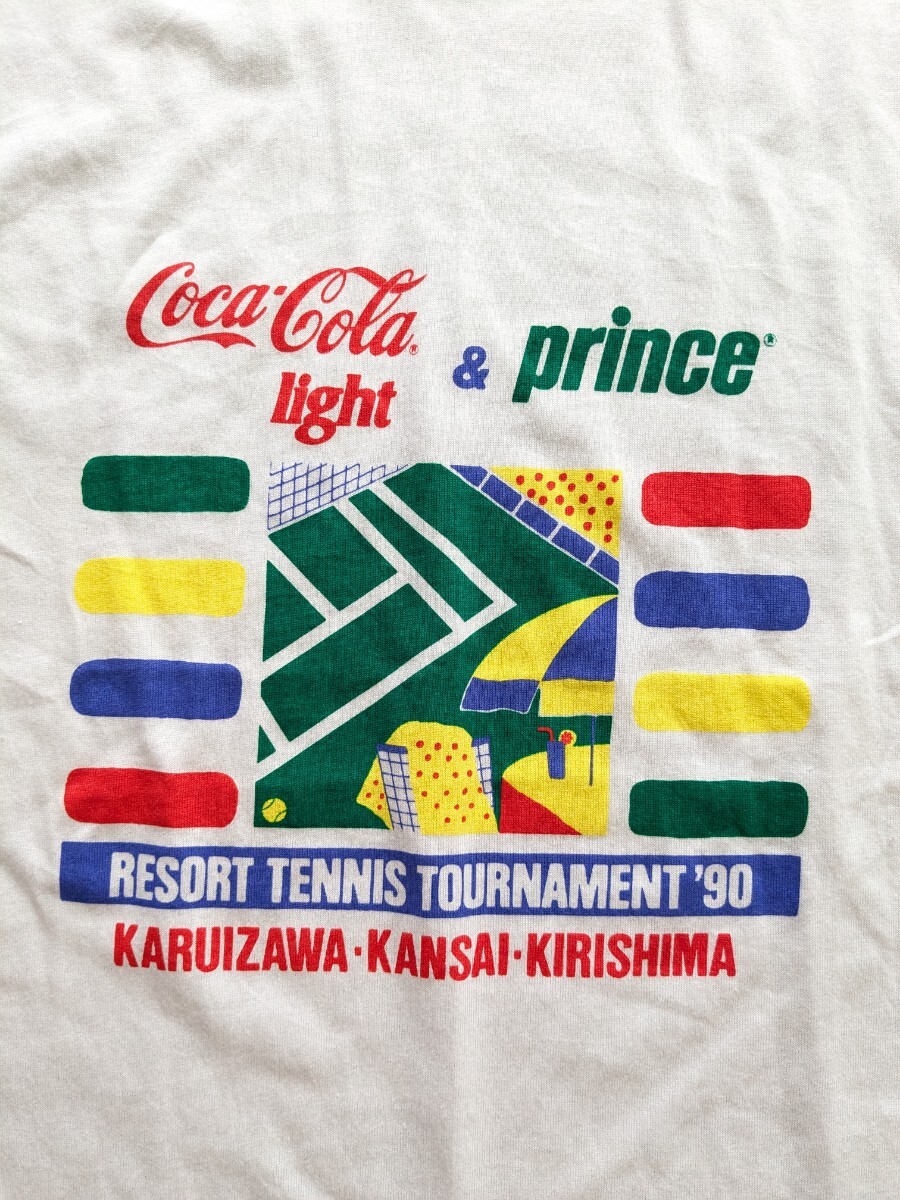 Coca-Cola®
light & prince®
RESORT TENNIS TOURNAMENT '90
KARUIZAWA·KANSAI·KIRISHIMA